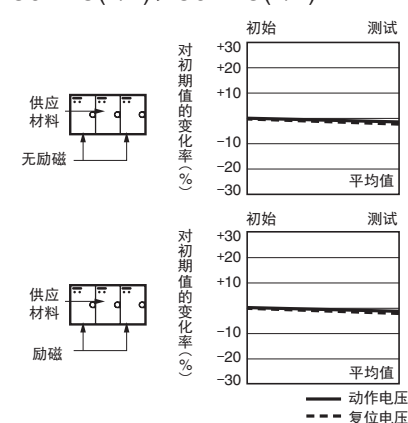 初始 测试
对初期值的变化率(%)
+30
+20
+10
-10
-20
-30
平均值
供应
材料
无励磁
初始 测试
对初期值的变化率(%)
+30
+20
+10
-10
-20
-30
平均值
供应
材料
励磁
动作电压
复位电压